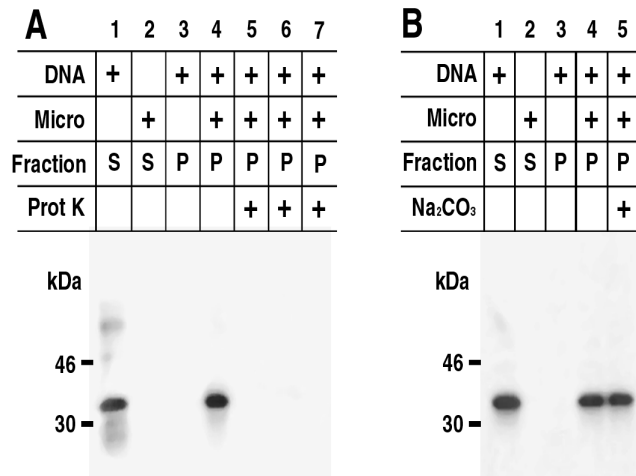 A 1 2 3 4 5 6 7
DNA + + + + + +
Micro + + + + +
Fraction S S P P P P P
Prot K + + +
kDa
46
30
B 1 2 3 4 5
DNA + + + +
Micro + + +
Fraction S S P P P
Na₂CO₃ +
kDa
46
30